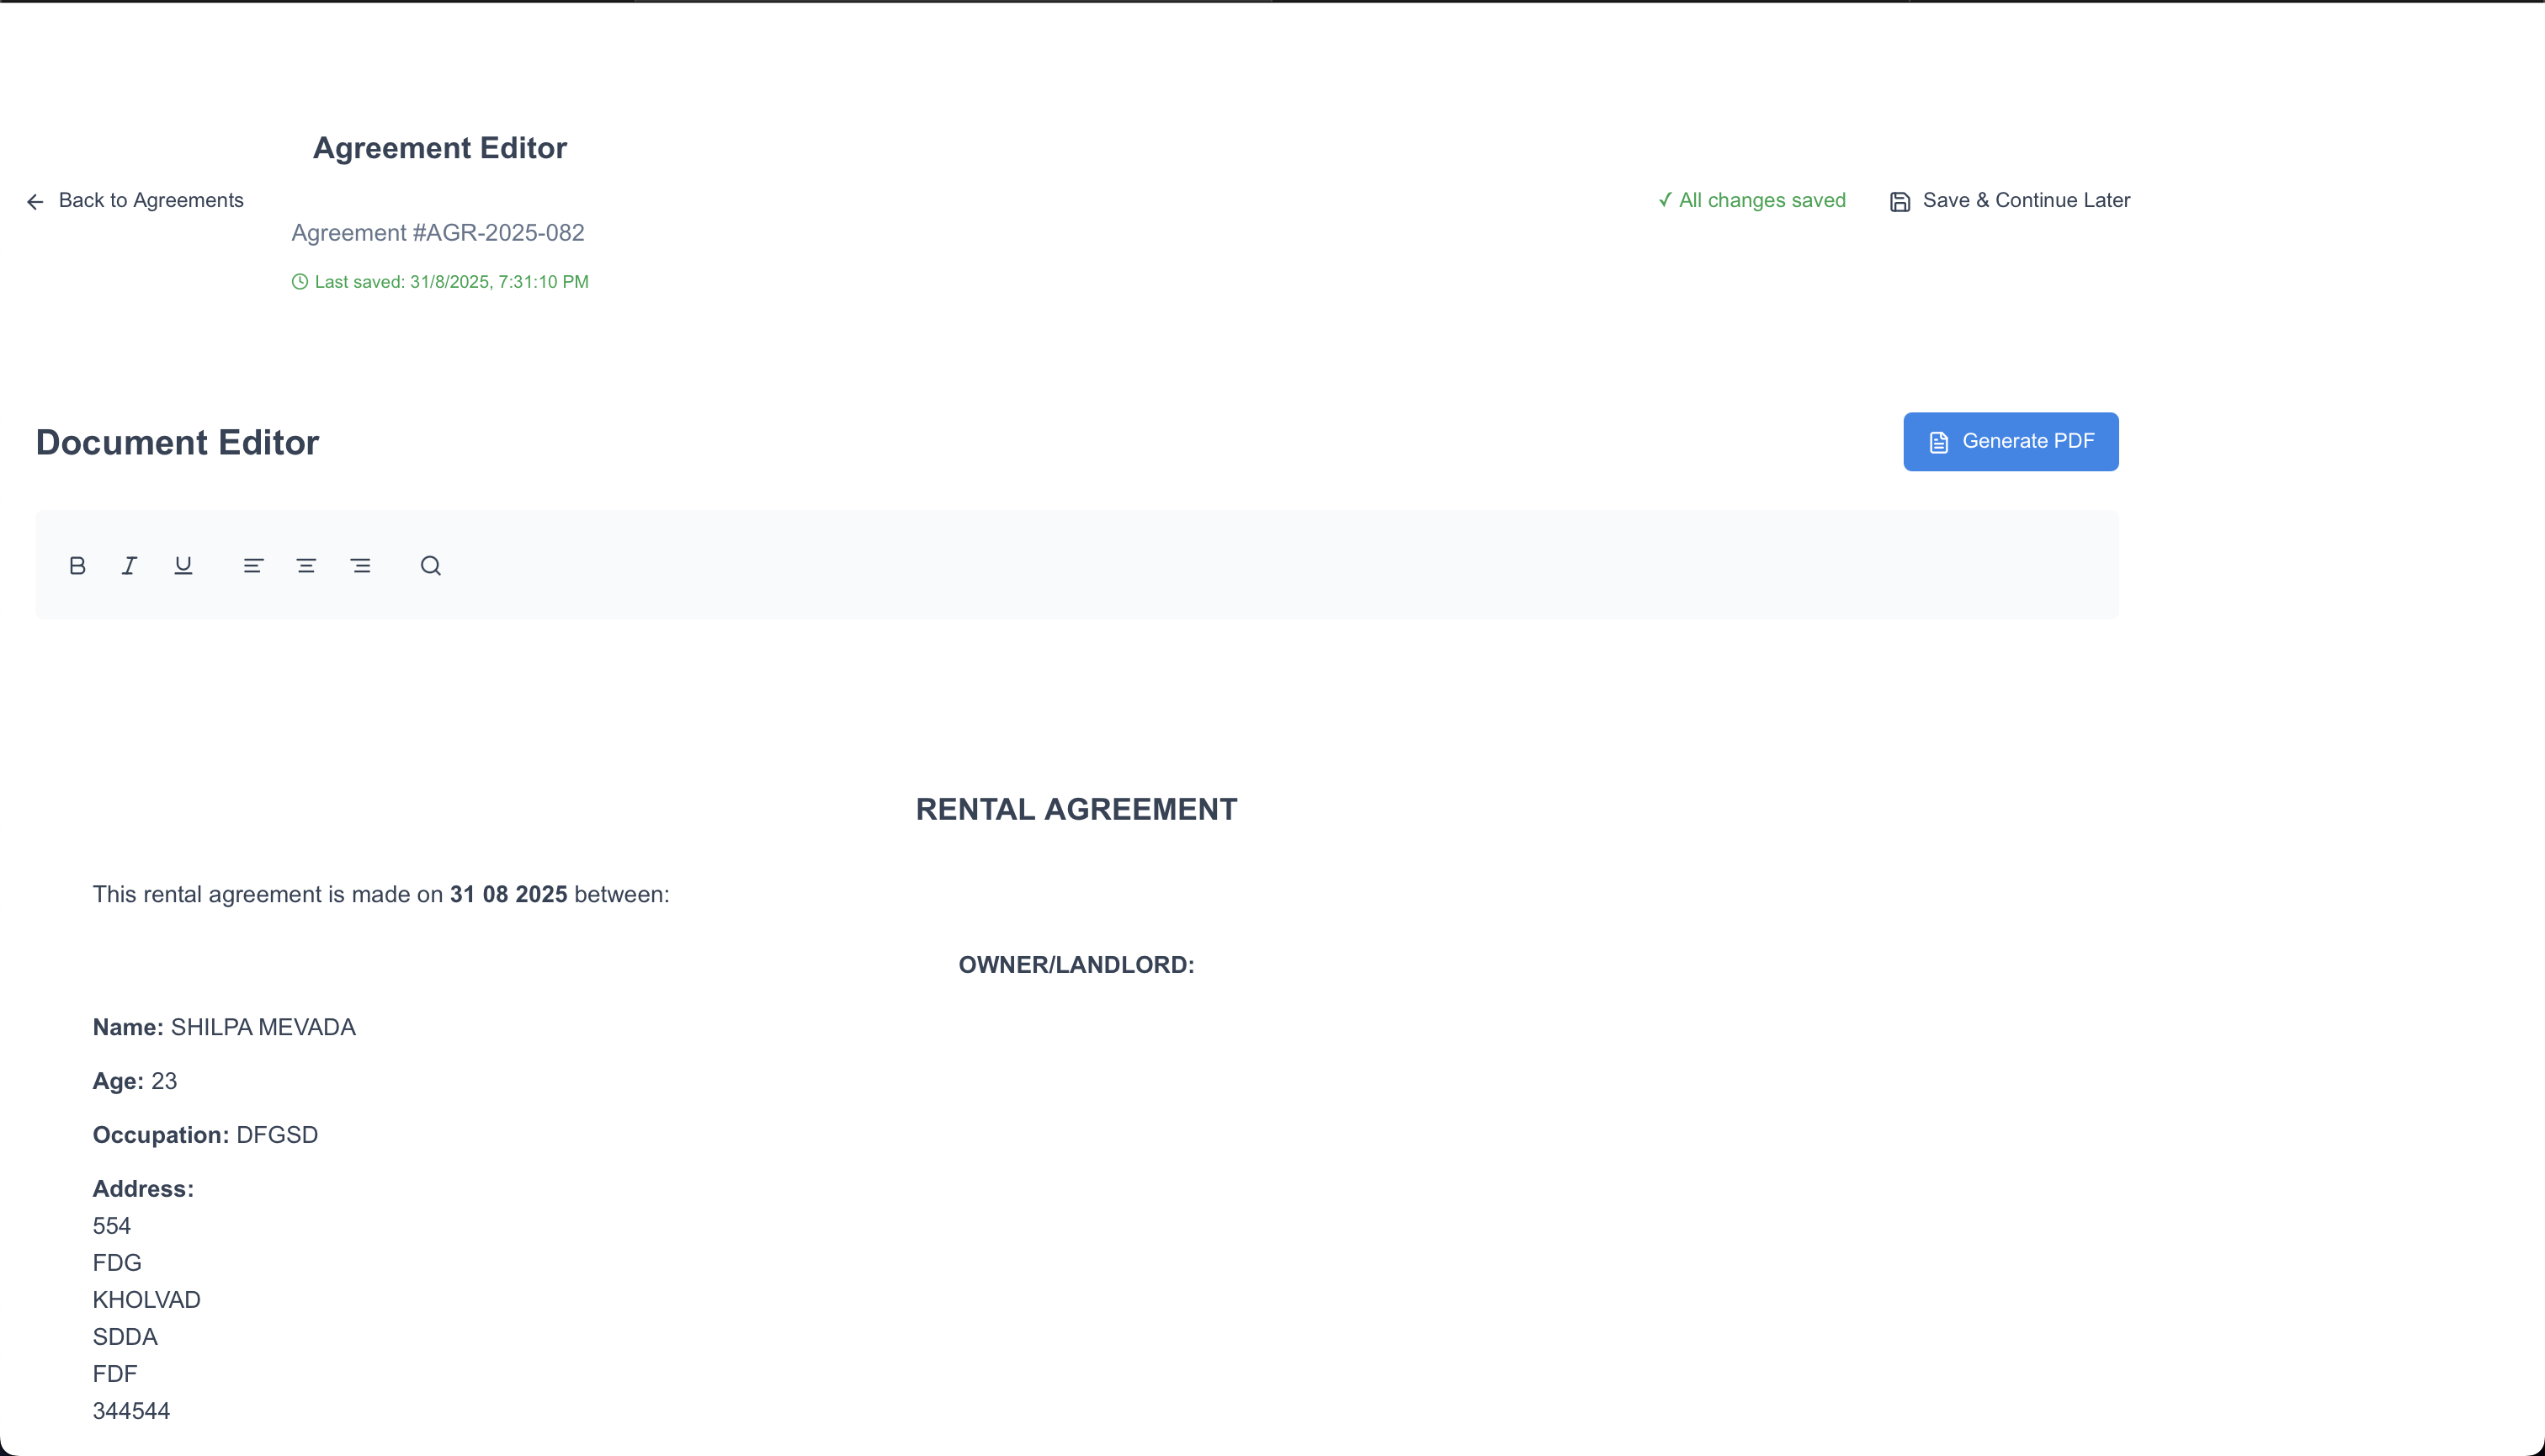 Agreement Editor
← Back to Agreements
✓ All changes saved
Save & Continue Later
Agreement #AGR-2025-082
Last saved: 31/8/2025, 7:31:10 PM
Document Editor
Generate PDF
B I U
RENTAL AGREEMENT
This rental agreement is made on 31 08 2025 between:
OWNER/LANDLORD:
Name: SHILPA MEVADA
Age: 23
Occupation: DFGSD
Address:
554
FDG
KHOLVAD
SDDA
FDF
344544